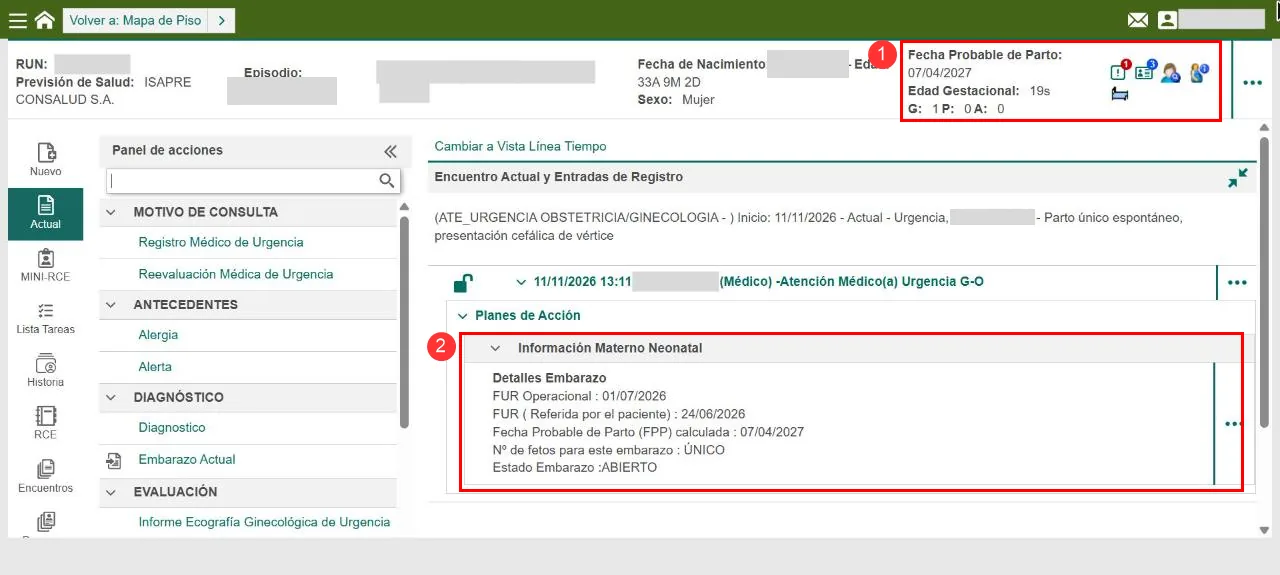 Volver a: Mapa de Piso
RUN:
Previsión de Salud: ISAPRE
CONSALUD S.A.
Episodio:
Fecha de Nacimiento - Eda
33A 9M 2D
Sexo: Mujer
1
Fecha Probable de Parto:
07/04/2027
Edad Gestacional: 19s
G: 1 P: 0 A: 0
1
3
Nuevo
Actual
MINI-RCE
Lista Tareas
Historia
RCE
Encuentros
Panel de acciones
MOTIVO DE CONSULTA
Registro Médico de Urgencia
Reevaluación Médica de Urgencia
ANTECEDENTES
Alergia
Alerta
DIAGNÓSTICO
Diagnostico
Embarazo Actual
EVALUACIÓN
Informe Ecografía Ginecológica de Urgencia
Cambiar a Vista Línea Tiempo
Encuentro Actual y Entradas de Registro
(ATE_URGENCIA OBSTETRICIA/GINECOLOGIA - ) Inicio: 11/11/2026 - Actual - Urgencia, - Parto único espontáneo,
presentación cefálica de vértice
11/11/2026 13:11 (Médico) -Atención Médico(a) Urgencia G-O
Planes de Acción
2
Información Materno Neonatal
Detalles Embarazo
FUR Operacional : 01/07/2026
FUR ( Referida por el paciente) : 24/06/2026
Fecha Probable de Parto (FPP) calculada : 07/04/2027
Nº de fetos para este embarazo : ÚNICO
Estado Embarazo :ABIERTO